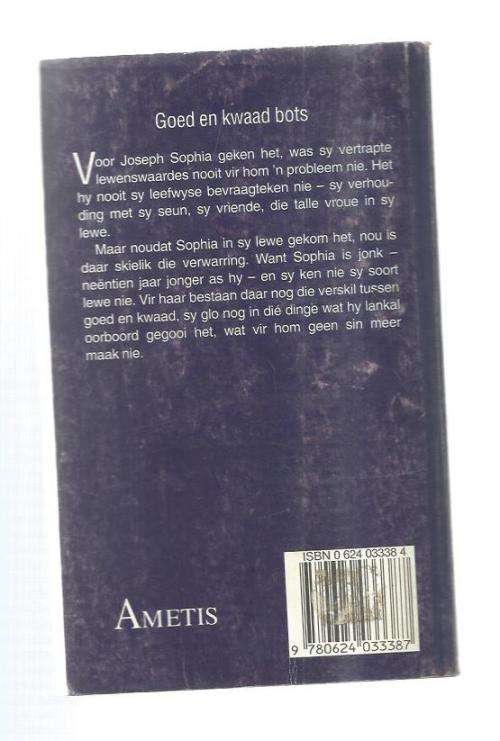 Goed en kwaad bots
Voor Joseph Sophia geken het, was sy vertrapte
lewenswaardes nooit vir hom 'n probleem nie. Het
hy nooit sy leefwyse bevraagteken nie – sy verhou-
ding met sy seun, sy vriende, die talle vroue in sy
lewe.
Maar noudat Sophia in sy lewe gekom het, nou is
daar skielik die verwarring. Want Sophia is jonk –
neëntien jaar jonger as hy – en sy ken nie sy soort
lewe nie. Vir haar bestaan daar nog die verskil tussen
goed en kwaad, sy glo nog in dié dinge wat hy lankal
oorboord gegooi het, wat vir hom geen sin meer
maak nie.
ISBN 0 624 03338 4
AMETIS
9 780624 033387